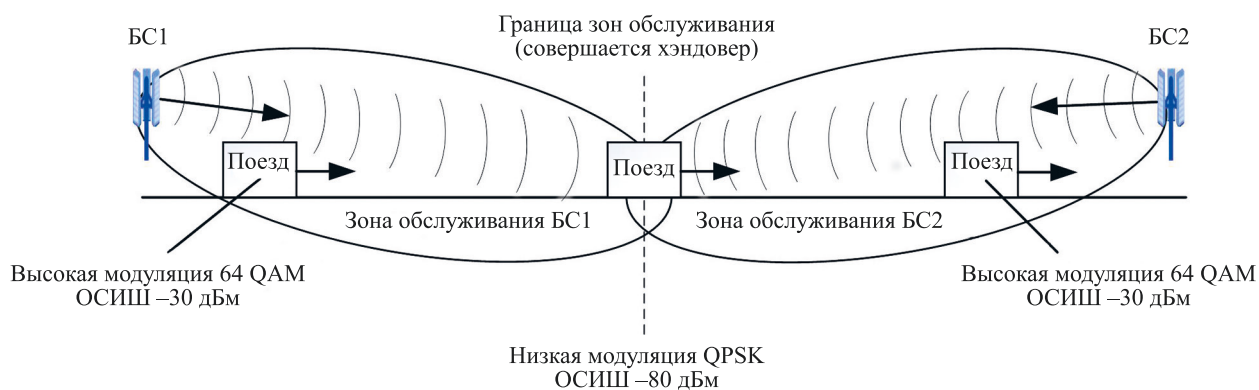 Граница зон обслуживания
(совершается хэндовер)
БС1
БС2
Поезд
Поезд
Поезд
Зона обслуживания БС1
Зона обслуживания БС2
Высокая модуляция 64 QAM
ОСИШ –30 дБм
Высокая модуляция 64 QAM
ОСИШ –30 дБм
Низкая модуляция QPSK
ОСИШ –80 дБм